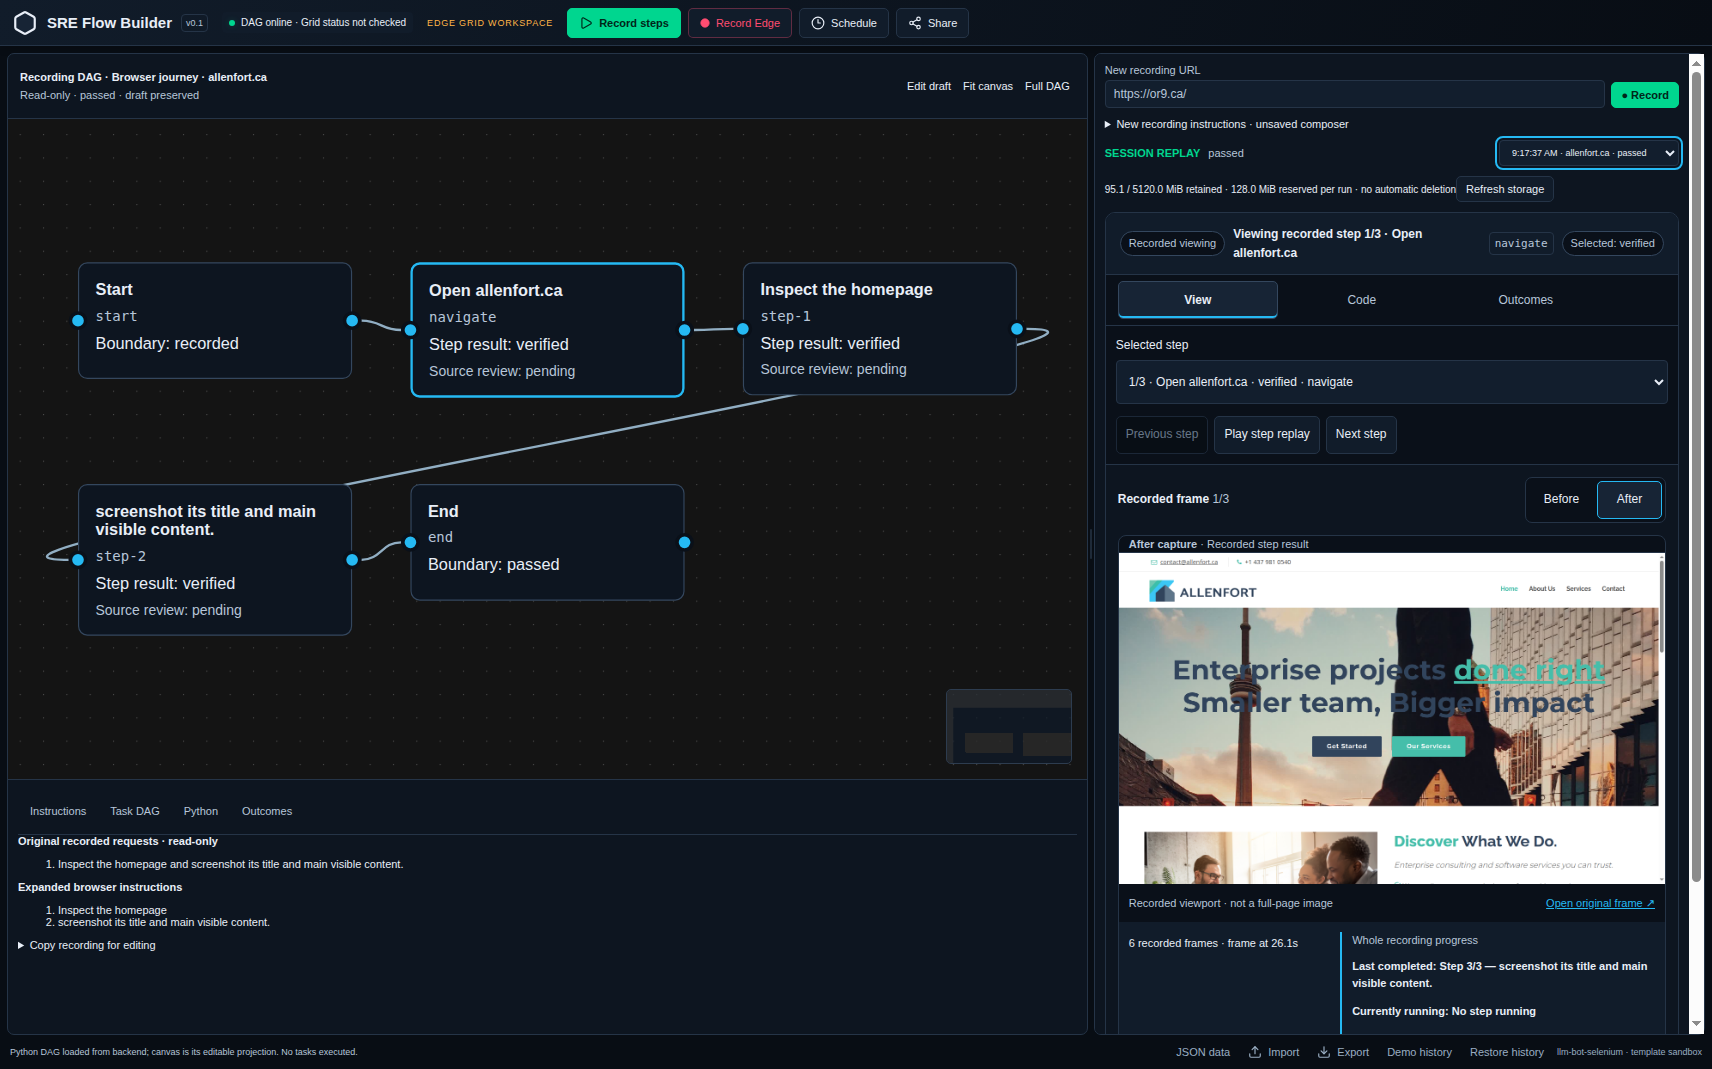 SRE Flow Builder
v0.1
DAG online · Grid status not checked
EDGE GRID WORKSPACE
Record steps
Record Edge
Schedule
Share
Recording DAG · Browser journey · allenfort.ca
Read-only · passed · draft preserved
Edit draft
Fit canvas
Full DAG
Start
start
Boundary: recorded
Open allenfort.ca
navigate
Step result: verified
Source review: pending
Inspect the homepage
step-1
Step result: verified
Source review: pending
screenshot its title and main
visible content.
step-2
Step result: verified
Source review: pending
End
end
Boundary: passed
Instructions
Task DAG
Python
Outcomes
Original recorded requests · read-only
1. Inspect the homepage and screenshot its title and main visible content.
Expanded browser instructions
1. Inspect the homepage
2. screenshot its title and main visible content.
Copy recording for editing
New recording URL
https://or9.ca/
● Record
New recording instructions · unsaved composer
SESSION REPLAY passed
9:17:37 AM · allenfort.ca · passed
95.1 / 5120.0 MiB retained · 128.0 MiB reserved per run · no automatic deletion
Refresh storage
Recorded viewing
Viewing recorded step 1/3 · Open
allenfort.ca
navigate
Selected: verified
View
Code
Outcomes
Selected step
1/3 · Open allenfort.ca · verified · navigate
Previous step
Play step replay
Next step
Recorded frame 1/3
Before
After
After capture · Recorded step result
contact@allenfort.ca
+1 437 981 0540
ALLENFORT
Home
About Us
Services
Contact
Enterprise projects done right
Smaller team, Bigger impact
Get Started
Our Services
Discover What We Do.
Enterprise consulting and software services you can trust.
Recorded viewport · not a full-page image
Open original frame ↗
6 recorded frames · frame at 26.1s
Whole recording progress
Last completed: Step 3/3 — screenshot its title and main
visible content.
Currently running: No step running
Python DAG loaded from backend; canvas is its editable projection. No tasks executed.
JSON data
Import
Export
Demo history
Restore history
llm-bot-selenium · template sandbox